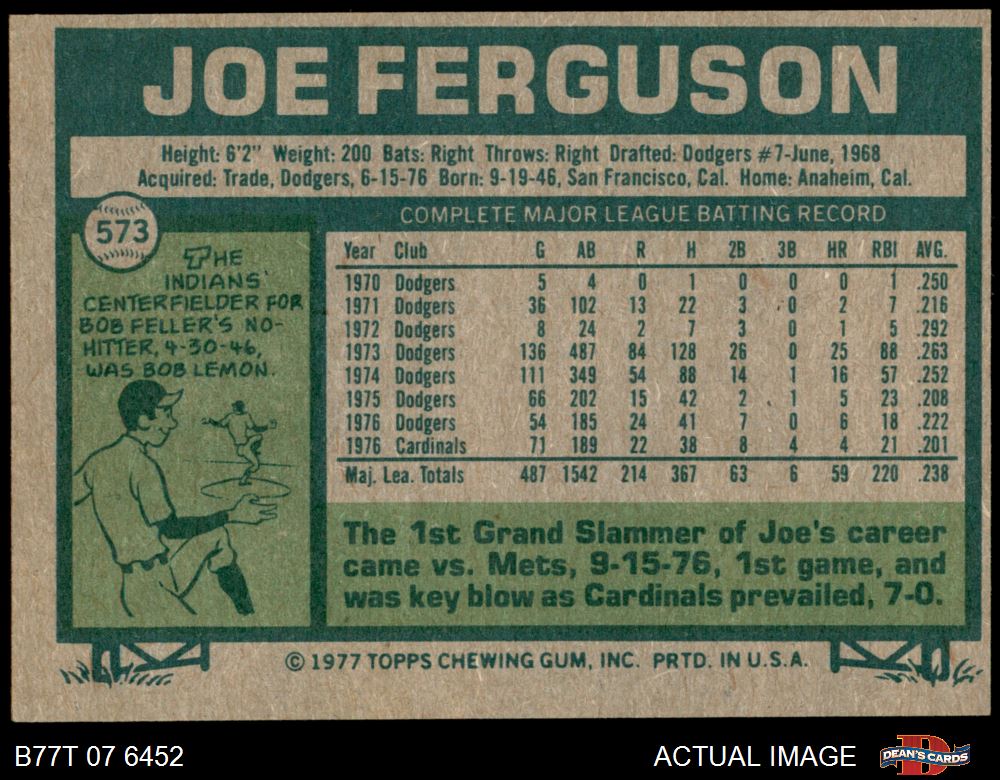 JOE FERGUSON
Height: 6'2" Weight: 200 Bats: Right Throws: Right Drafted: Dodgers #7-June, 1968
Acquired: Trade, Dodgers, 6-15-76 Born: 9-19-46, San Francisco, Cal. Home: Anaheim, Cal.
573
THE
INDIANS'
CENTERFIELDER FOR
BOB FELLER'S NO-
HITTER, 4-30-46,
WAS BOB LEMON.
COMPLETE MAJOR LEAGUE BATTING RECORD
Year Club G AB R H 2B 3B HR RBI AVG.
1970 Dodgers 5 4 0 1 0 0 0 1 .250
1971 Dodgers 36 102 13 22 3 0 2 7 .216
1972 Dodgers 8 24 2 7 3 0 1 5 .292
1973 Dodgers 136 487 84 128 26 0 25 88 .263
1974 Dodgers 111 349 54 88 14 1 16 57 .252
1975 Dodgers 66 202 15 42 2 1 5 23 .208
1976 Dodgers 54 185 24 41 7 0 6 18 .222
1976 Cardinals 71 189 22 38 8 4 4 21 .201
Maj. Lea. Totals 487 1542 214 367 63 6 59 220 .238
The 1st Grand Slammer of Joe's career
came vs. Mets, 9-15-76, 1st game, and
was key blow as Cardinals prevailed, 7-0.
© 1977 TOPPS CHEWING GUM, INC. PRTD. IN U.S.A.
B77T 07 6452
ACTUAL IMAGE
DEAN'S CARDS